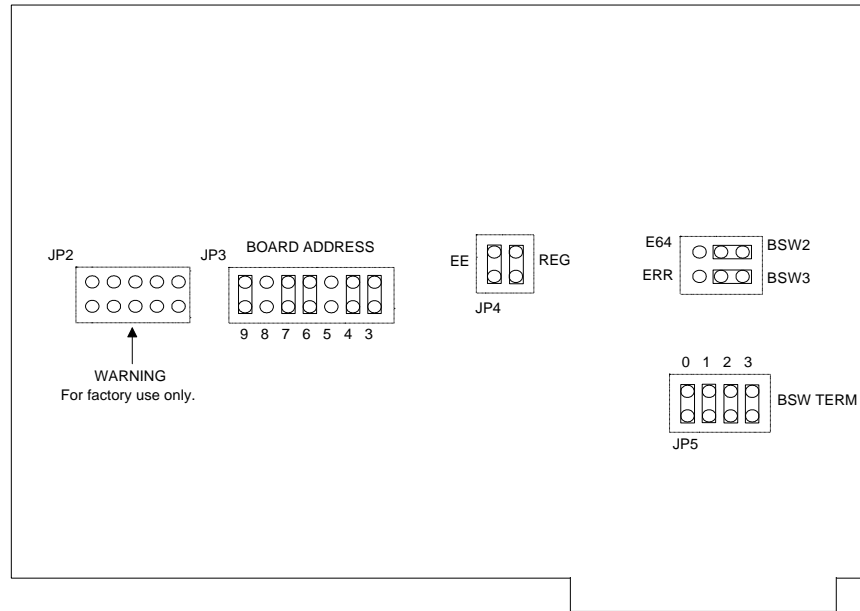 JP2
JP3
BOARD ADDRESS
9 8 7 6 5 4 3
WARNING
For factory use only.
EE
REG
JP4
E64
BSW2
ERR
BSW3
0 1 2 3
BSW TERM
JP5